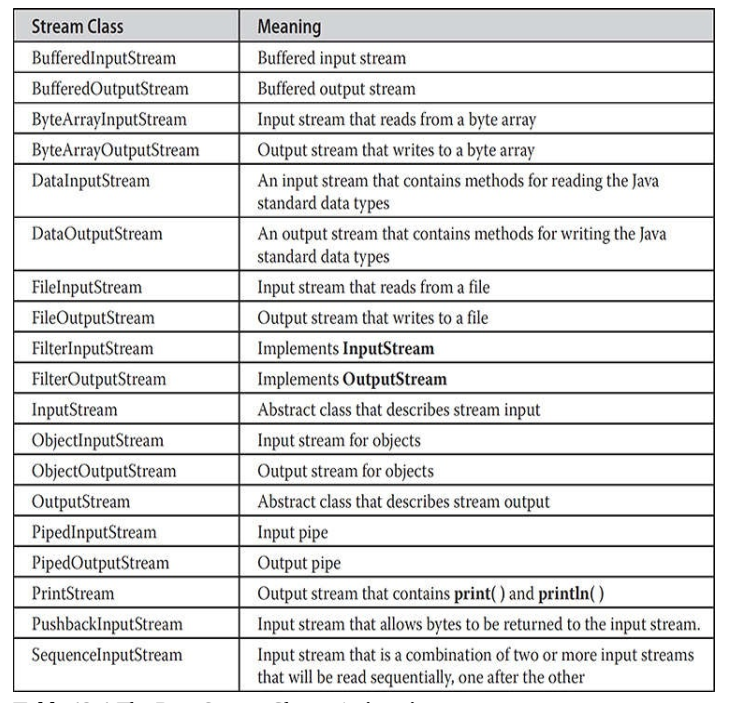 Stream Class Meaning
BufferedInputStream Buffered input stream
BufferedOutputStream Buffered output stream
ByteArrayInputStream Input stream that reads from a byte array
ByteArrayOutputStream Output stream that writes to a byte array
DataInputStream An input stream that contains methods for reading the Java
standard data types
DataOutputStream An output stream that contains methods for writing the Java
standard data types
FileInputStream Input stream that reads from a file
FileOutputStream Output stream that writes to a file
FilterInputStream Implements InputStream
FilterOutputStream Implements OutputStream
InputStream Abstract class that describes stream input
ObjectInputStream Input stream for objects
ObjectOutputStream Output stream for objects
OutputStream Abstract class that describes stream output
PipedInputStream Input pipe
PipedOutputStream Output pipe
PrintStream Output stream that contains print( ) and println( )
PushbackInputStream Input stream that allows bytes to be returned to the input stream.
SequenceInputStream Input stream that is a combination of two or more input streams
that will be read sequentially, one after the other